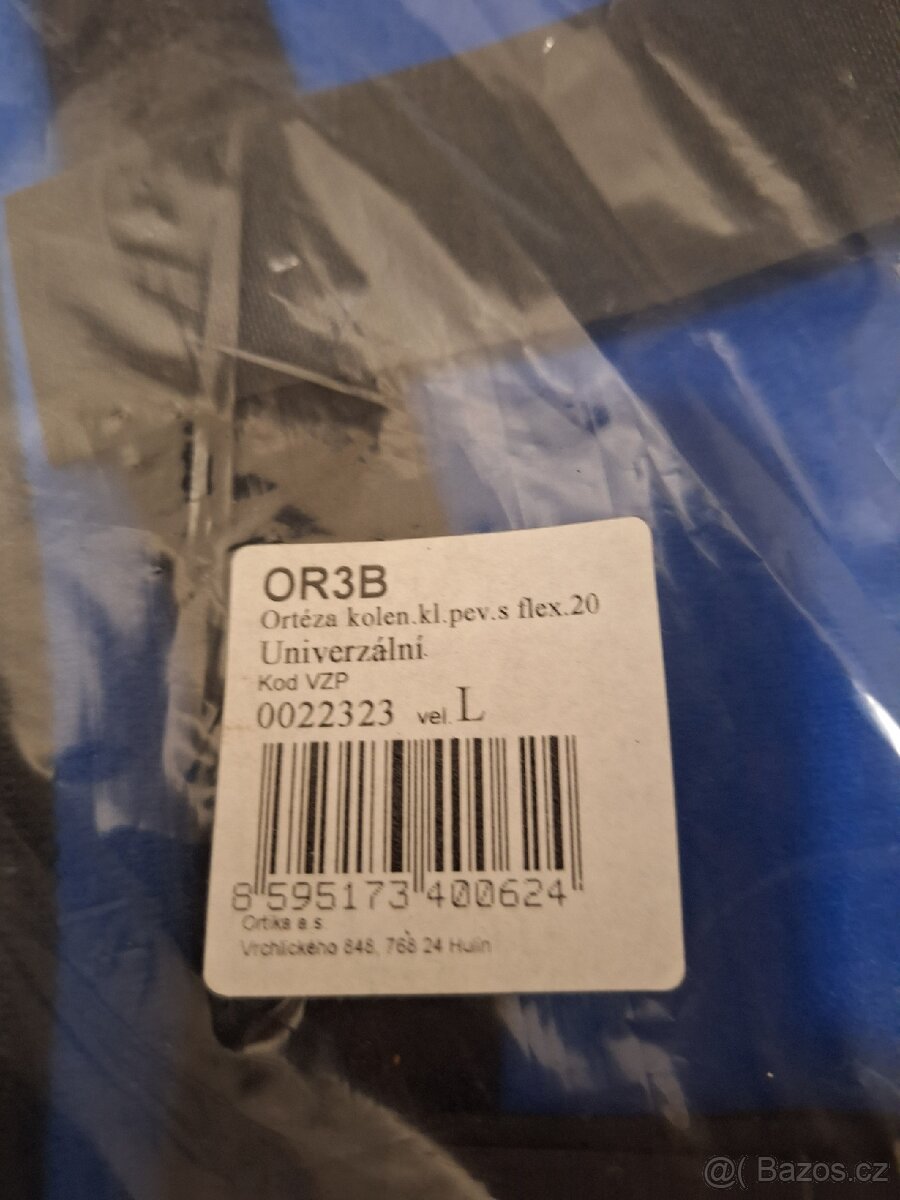 OR3B
Ortéza kolen.kl.pev.s flex.20
Univerzální
Kod VZP
0022323 vel. L
8 595173 400624
Ortika a.s.
Vrchlického 848, 768 24 Hulín
@( Bazos.cz